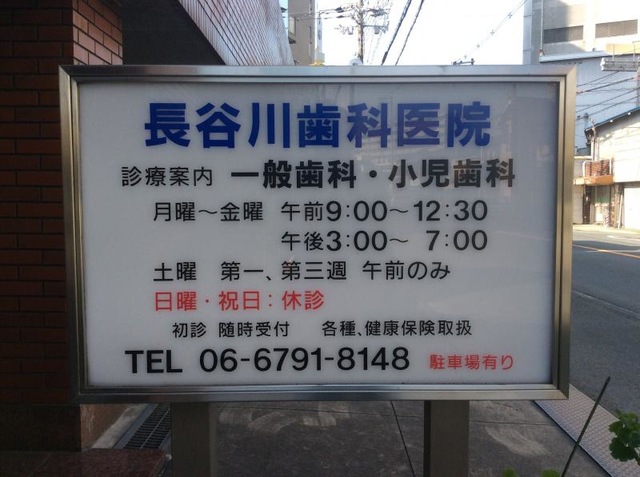 長谷川歯科医院
診療案内 一般歯科・小児歯科
月曜～金曜 午前9:00～12:30
午後3:00～ 7:00
土曜 第一、第三週 午前のみ
日曜・祝日：休診
初診 随時受付 各種、健康保険取扱
TEL 06-6791-8148 駐車場有り